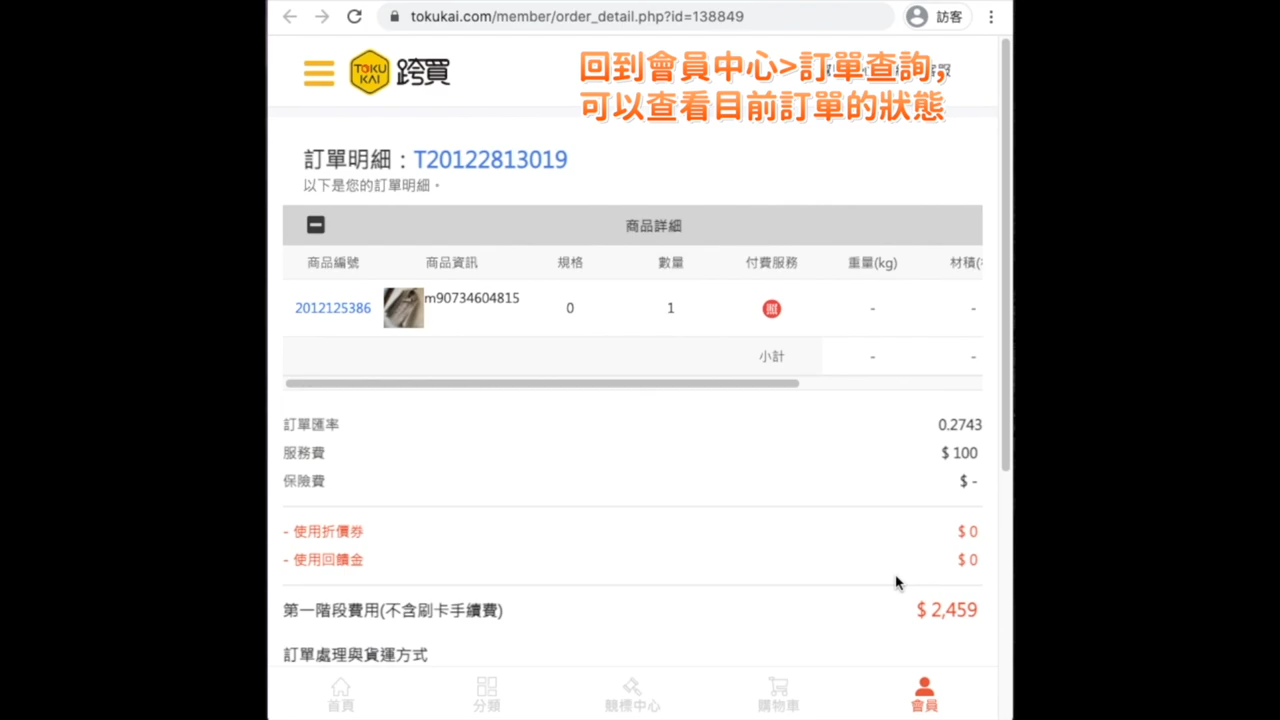 tokukai.com/member/order_detail.php?id=138849
訪客
TOKU KAI 跨買
回到會員中心>訂單查詢,
可以查看目前訂單的狀態
訂單明細：T20122813019
以下是您的訂單明細。
商品詳細
商品編號 商品資訊 規格 數量 付費服務 重量(kg) 材積(
2012125386 m90734604815 0 1 - -
小計 - -
訂單匯率 0.2743
服務費 $ 100
保險費 $ -
- 使用折價券 $ 0
- 使用回饋金 $ 0
第一階段費用(不含刷卡手續費) $ 2,459
訂單處理與貨運方式
首頁 分類 競標中心 購物車 會員